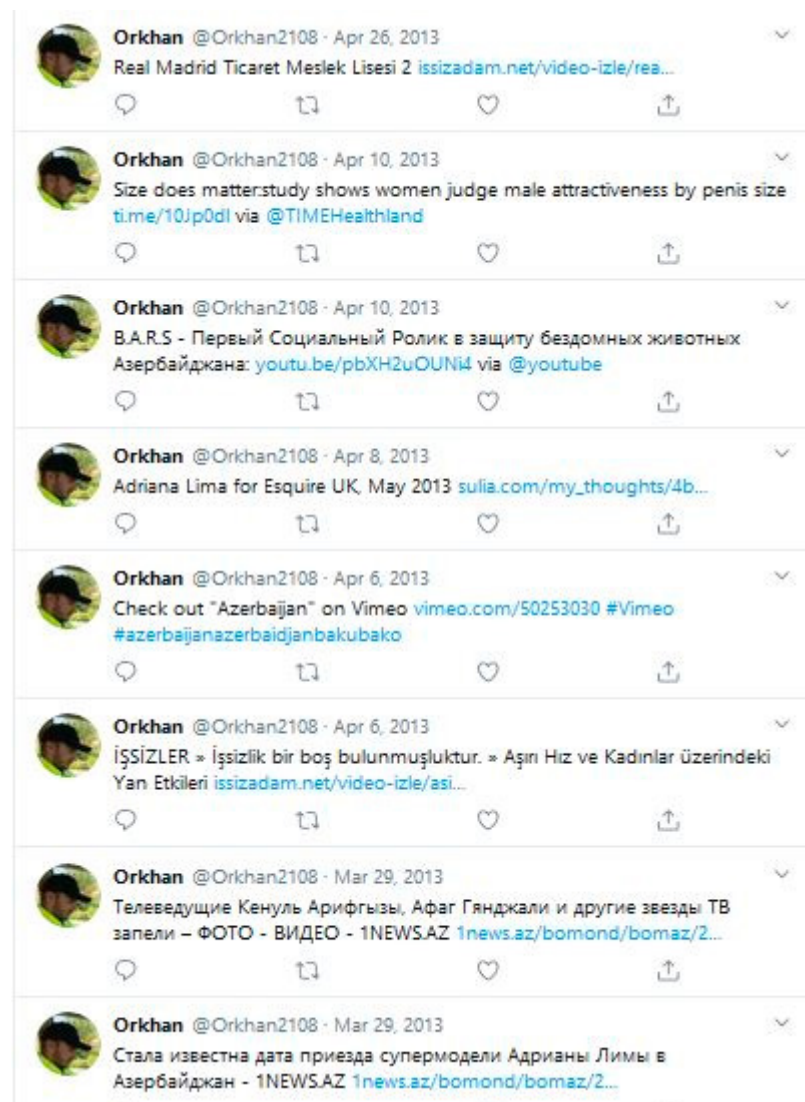 Orkhan @Orkhan2108 · Apr 26, 2013
Real Madrid Ticaret Meslek Lisesi 2 issizadam.net/video-izle/rea...
Orkhan @Orkhan2108 · Apr 10, 2013
Size does matter:study shows women judge male attractiveness by penis size
ti.me/10Jp0dl via @TIMEHealthland
Orkhan @Orkhan2108 · Apr 10, 2013
B.A.R.S - Первый Социальный Ролик в защиту бездомных животных
Азербайджана: youtu.be/pbXH2uOUNi4 via @youtube
Orkhan @Orkhan2108 · Apr 8, 2013
Adriana Lima for Esquire UK, May 2013 sulia.com/my_thoughts/4b...
Orkhan @Orkhan2108 · Apr 6, 2013
Check out "Azerbaijan" on Vimeo vimeo.com/50253030 #Vimeo
#azerbaijanazerbaidjanbakubako
Orkhan @Orkhan2108 · Apr 6, 2013
İŞSİZLER » İşsizlik bir boş bulunmuşluktur. » Aşırı Hız ve Kadınlar üzerindeki
Yan Etkileri issizadam.net/video-izle/asi...
Orkhan @Orkhan2108 · Mar 29, 2013
Телеведущие Кенуль Арифгызы, Афаг Гянджали и другие звезды ТВ
запели – ФОТО - ВИДЕО - 1NEWS.AZ 1news.az/bomond/bomaz/2...
Orkhan @Orkhan2108 · Mar 29, 2013
Стала известна дата приезда супермодели Адрианы Лимы в
Азербайджан - 1NEWS.AZ 1news.az/bomond/bomaz/2...